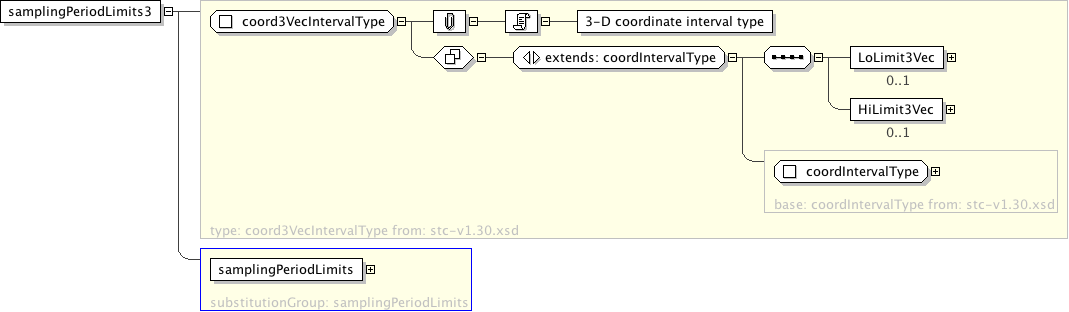 samplingPeriodLimits3
coord3VecIntervalType
3-D coordinate interval type
extends: coordIntervalType
LoLimit3Vec
0..1
HiLimit3Vec
0..1
coordIntervalType
base: coordIntervalType from: stc-v1.30.xsd
type: coord3VecIntervalType from: stc-v1.30.xsd
samplingPeriodLimits
substitutionGroup: samplingPeriodLimits